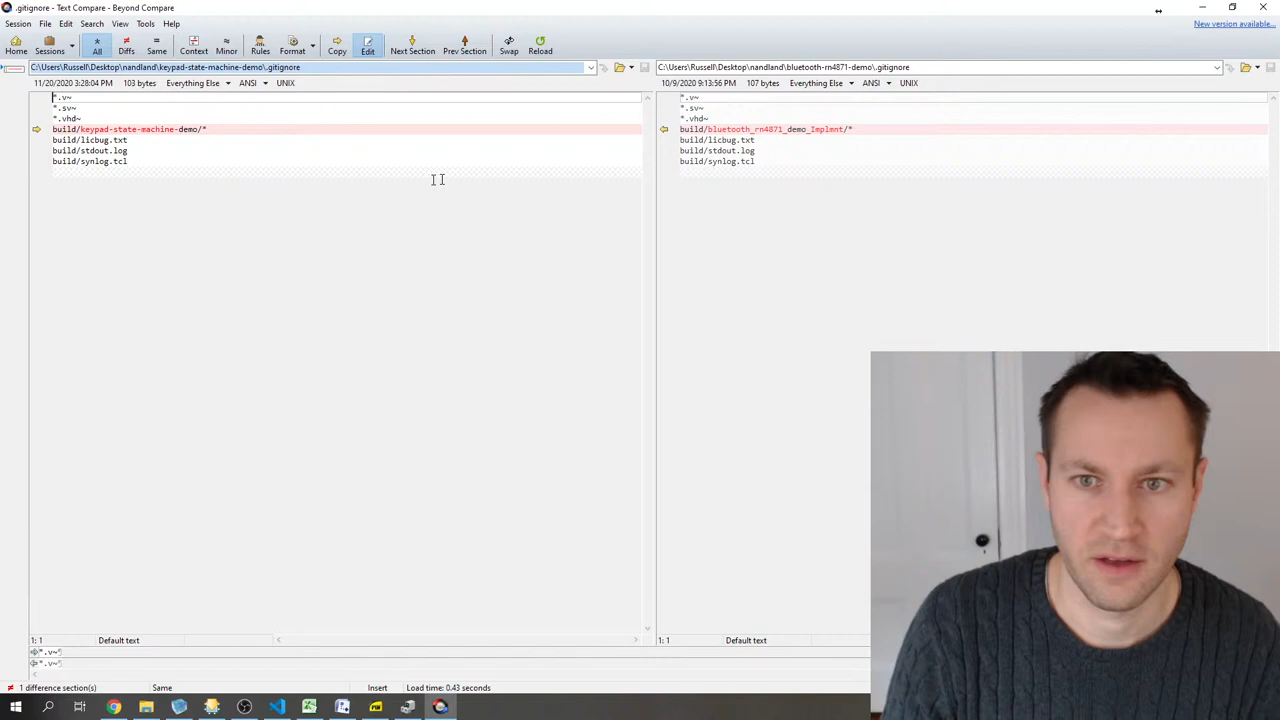 .gitignore - Text Compare - Beyond Compare
Session File Edit Search View Tools Help
New version available...
Home Sessions All Diffs Same Context Minor Rules Format Copy Edit Next Section Prev Section Swap Reload
C:\Users\Russell\Desktop\nandland\keypad-state-machine-demo\.gitignore
C:\Users\Russell\Desktop\nandland\bluetooth-rn4871-demo\.gitignore
11/20/2020 3:28:04 PM 103 bytes Everything Else ANSI UNIX
10/9/2020 9:13:56 PM 107 bytes Everything Else ANSI UNIX
*.v~
*.sv~
*.vhd~
build/keypad-state-machine-demo/*
build/licbug.txt
build/stdout.log
build/synlog.tcl
*.v~
*.sv~
*.vhd~
build/bluetooth_rn4871_demo_Implmnt/*
build/licbug.txt
build/stdout.log
build/synlog.tcl
1: 1 Default text
1: 1 Default text
*.v~¶
*.v~¶
1 difference section(s) Same Insert Load time: 0.43 seconds